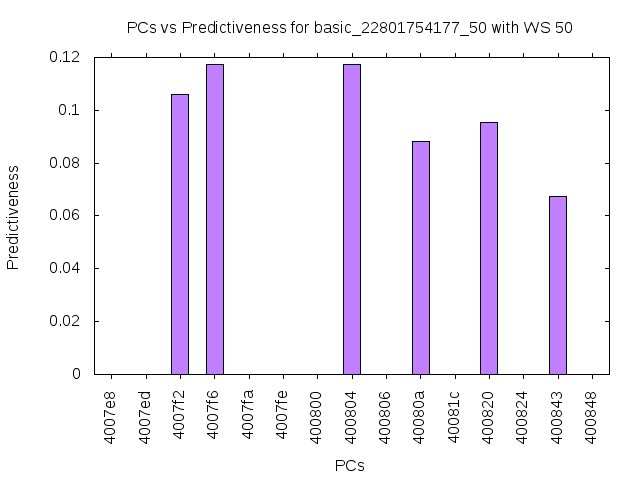 PCs vs Predictiveness for basic_22801754177_50 with WS 50
Predictiveness
0.12
0.1
0.08
0.06
0.04
0.02
0
4007e8
4007ed
4007f2
4007f6
4007fa
4007fe
400800
400804
400806
40080a
40081c
400820
400824
400843
400848
PCs